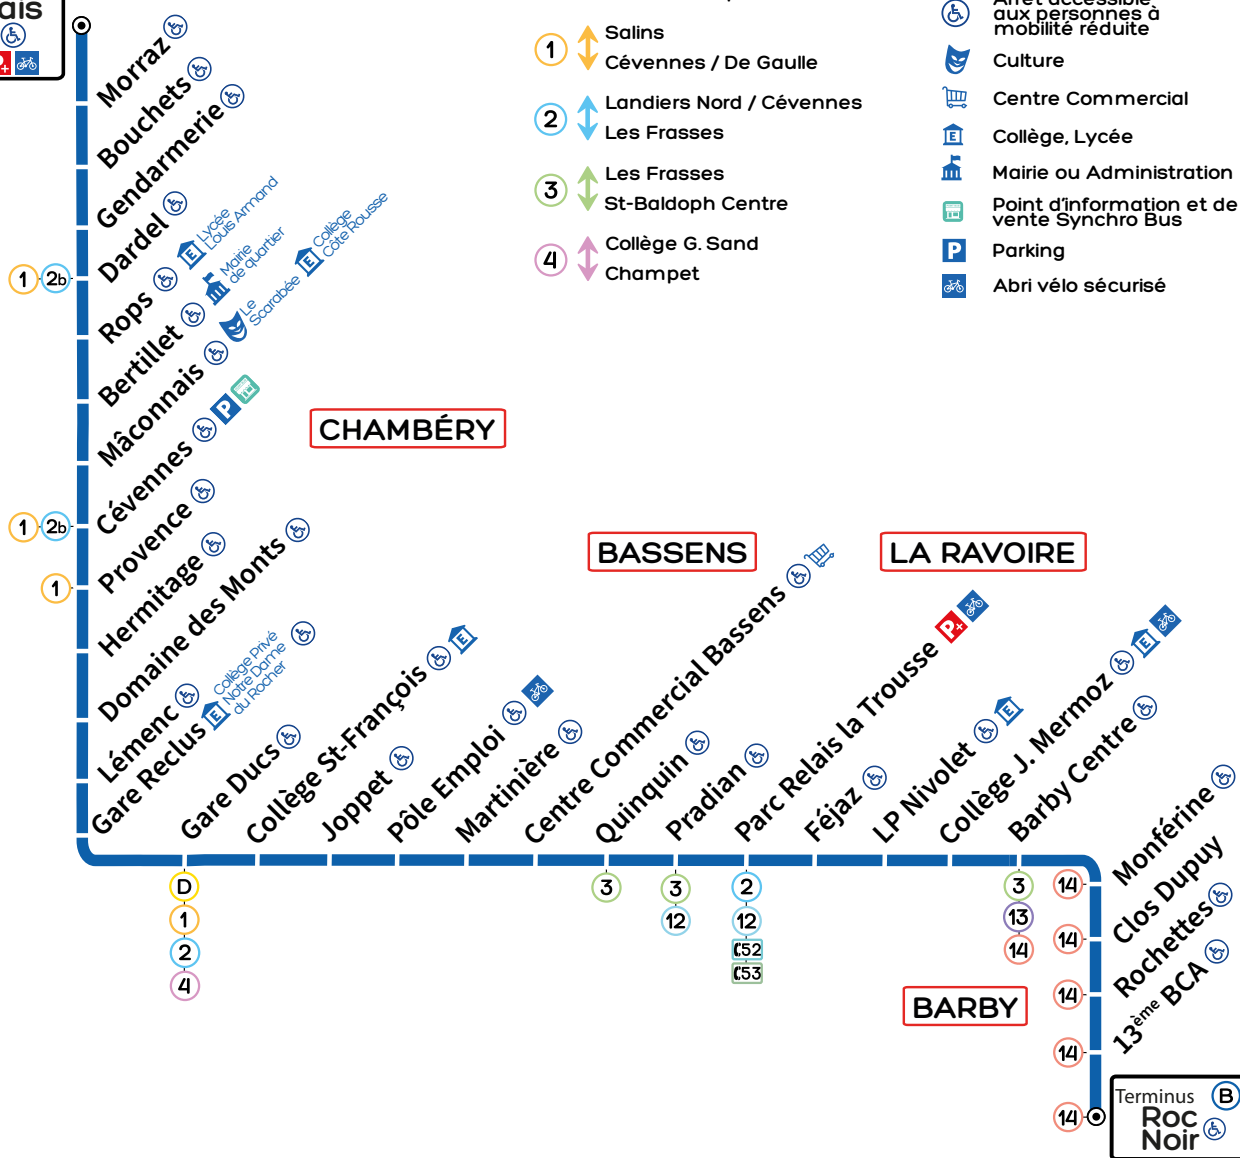 ais
P+
Morraz
Bouchets
Gendarmerie
Dardel
Rops
Lycée
Louis Armand
Bertillet
Mairie
de quartier
Mâconnais
Le
Scarabée
Collège
Côte Rousse
Cévennes
P
Provence
Hermitage
Domaine des Monts
Lémenc
Gare Reclus
Collège Privé
Notre Dame
du Rocher
1 2b
1 2b
1
1
Salins
Cévennes / De Gaulle
2
Landiers Nord / Cévennes
Les Frasses
3
Les Frasses
St-Baldoph Centre
4
Collège G. Sand
Champet
Arrêt accessible
aux personnes à
mobilité réduite
Culture
Centre Commercial
Collège, Lycée
Mairie ou Administration
Point d'information et de
vente Synchro Bus
P Parking
Abri vélo sécurisé
CHAMBÉRY
BASSENS
LA RAVOIRE
BARBY
Gare Ducs
Collège St-François
Joppet
Pôle Emploi
Martinière
Centre Commercial Bassens
Quinquin
Pradian
Parc Relais la Trousse
P+
Féjaz
LP Nivolet
Collège J. Mermoz
Barby Centre
Monférine
Clos Dupuy
Rochettes
13ème BCA
D
1
2
4
3
3
12
2
12
52
53
3
13
14
14
14
14
14
14
Terminus B
Roc
Noir